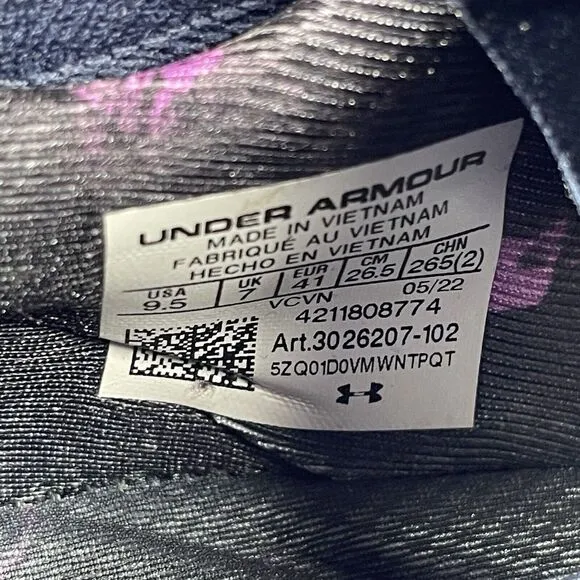 UNDER ARMOUR
MADE IN VIETNAM
FABRIQUÉ AU VIETNAM
HECHO EN VIETNAM
USA UK EUR CM CHN
9.5 7 41 26.5 265(2)
VCVN 05/22
4211808774
Art.3026207-102
5ZQ01D0VMWNTPQT